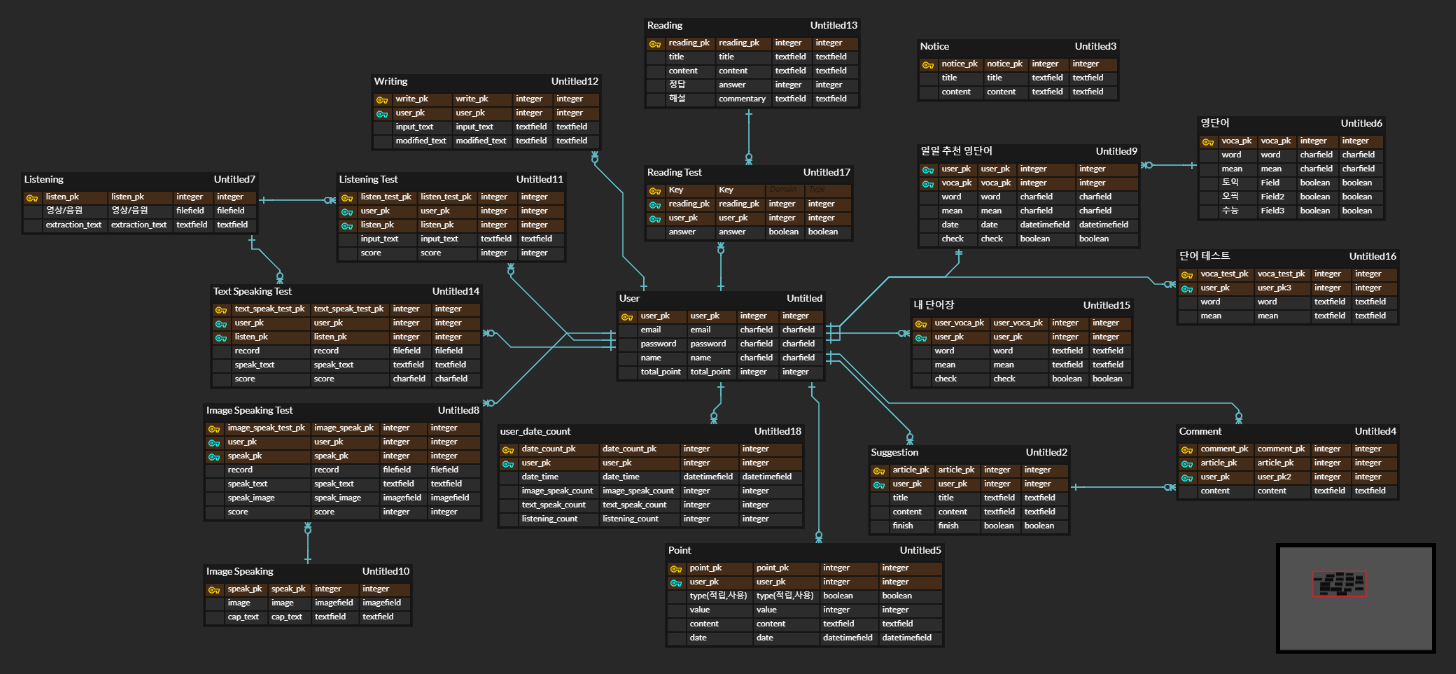 Reading Untitled13
reading_pk reading_pk integer integer
title title textfield textfield
content content textfield textfield
정답 answer integer integer
해설 commentary textfield textfield
Notice Untitled3
notice_pk notice_pk integer integer
title title textfield textfield
content content textfield textfield
Writing Untitled12
write_pk write_pk integer integer
user_pk user_pk integer integer
input_text input_text textfield textfield
modified_text modified_text textfield textfield
영단어 Untitled6
voca_pk voca_pk integer integer
word word charfield charfield
mean mean charfield charfield
토익 Field boolean boolean
오픽 Field2 boolean boolean
수능 Field3 boolean boolean
일일 추천 영단어 Untitled9
user_pk user_pk integer integer
voca_pk voca_pk integer integer
word word charfield charfield
mean mean charfield charfield
date date datetimefield datetimefield
check check boolean boolean
Listening Untitled7
listen_pk listen_pk integer integer
영상/음원 영상/음원 filefield filefield
extraction_text extraction_text textfield textfield
Listening Test Untitled11
listen_test_pk listen_test_pk integer integer
user_pk user_pk integer integer
listen_pk listen_pk integer integer
input_text input_text textfield textfield
score score integer integer
Reading Test Untitled17
Key Key Domain Type
reading_pk reading_pk integer integer
user_pk user_pk integer integer
answer answer boolean boolean
단어 테스트 Untitled16
voca_test_pk voca_test_pk integer integer
user_pk user_pk3 integer integer
word word textfield textfield
mean mean textfield textfield
Text Speaking Test Untitled14
text_speak_test_pk text_speak_test_pk integer integer
user_pk user_pk integer integer
listen_pk listen_pk integer integer
record record filefield filefield
speak_text speak_text textfield textfield
score score charfield charfield
User Untitled
user_pk user_pk integer integer
email email charfield charfield
password password charfield charfield
name name charfield charfield
total_point total_point integer integer
내 단어장 Untitled15
user_voca_pk user_voca_pk integer integer
user_pk user_pk integer integer
word word textfield textfield
mean mean textfield textfield
check check boolean boolean
Image Speaking Test Untitled8
image_speak_test_pk image_speak_pk integer integer
user_pk user_pk integer integer
speak_pk speak_pk integer integer
record record filefield filefield
speak_text speak_text textfield textfield
speak_image speak_image imagefield imagefield
score score integer integer
user_date_count Untitled18
date_count_pk date_count_pk integer integer
user_pk user_pk integer integer
date_time date_time datetimefield datetimefield
image_speak_count image_speak_count integer integer
text_speak_count text_speak_count integer integer
listening_count listening_count integer integer
Suggestion Untitled2
article_pk article_pk integer integer
user_pk user_pk integer integer
title title textfield textfield
content content textfield textfield
finish finish boolean boolean
Comment Untitled4
comment_pk comment_pk integer integer
article_pk article_pk integer integer
user_pk user_pk2 integer integer
content content textfield textfield
Image Speaking Untitled10
speak_pk speak_pk integer integer
image image imagefield imagefield
cap_text cap_text textfield textfield
Point Untitled5
point_pk point_pk integer integer
user_pk user_pk integer integer
type(적립,사용) type(적립,사용) boolean boolean
value value integer integer
content content textfield textfield
date date datetimefield datetimefield